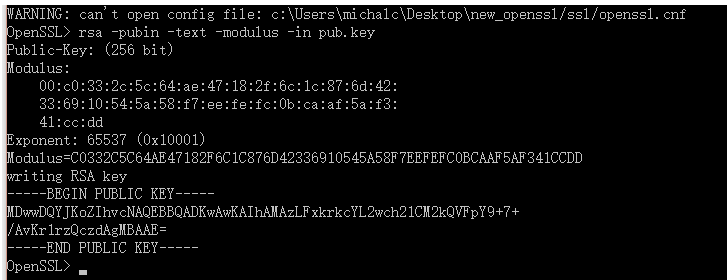 WARNING: can't open config file: c:\Users\michalc\Desktop\new_openssl/ssl/openssl.cnf
OpenSSL> rsa -pubin -text -modulus -in pub.key
Public-Key: (256 bit)
Modulus:
    00:c0:33:2c:5c:64:ae:47:18:2f:6c:1c:87:6d:42:
    33:69:10:54:5a:58:f7:ee:fe:fc:0b:ca:af:5a:f3:
    41:cc:dd
Exponent: 65537 (0x10001)
Modulus=C0332C5C64AE47182F6C1C876D42336910545A58F7EEFEFC0BCAAF5AF341CCDD
writing RSA key
-----BEGIN PUBLIC KEY-----
MDwwDQYJKoZIhvcNAQEBBQADKwAwKAIhAMAzLFxkrkcYL2wch21CM2kQVFpY9+7+
/AvKr1rzQczdAgMBAAE=
-----END PUBLIC KEY-----
OpenSSL>